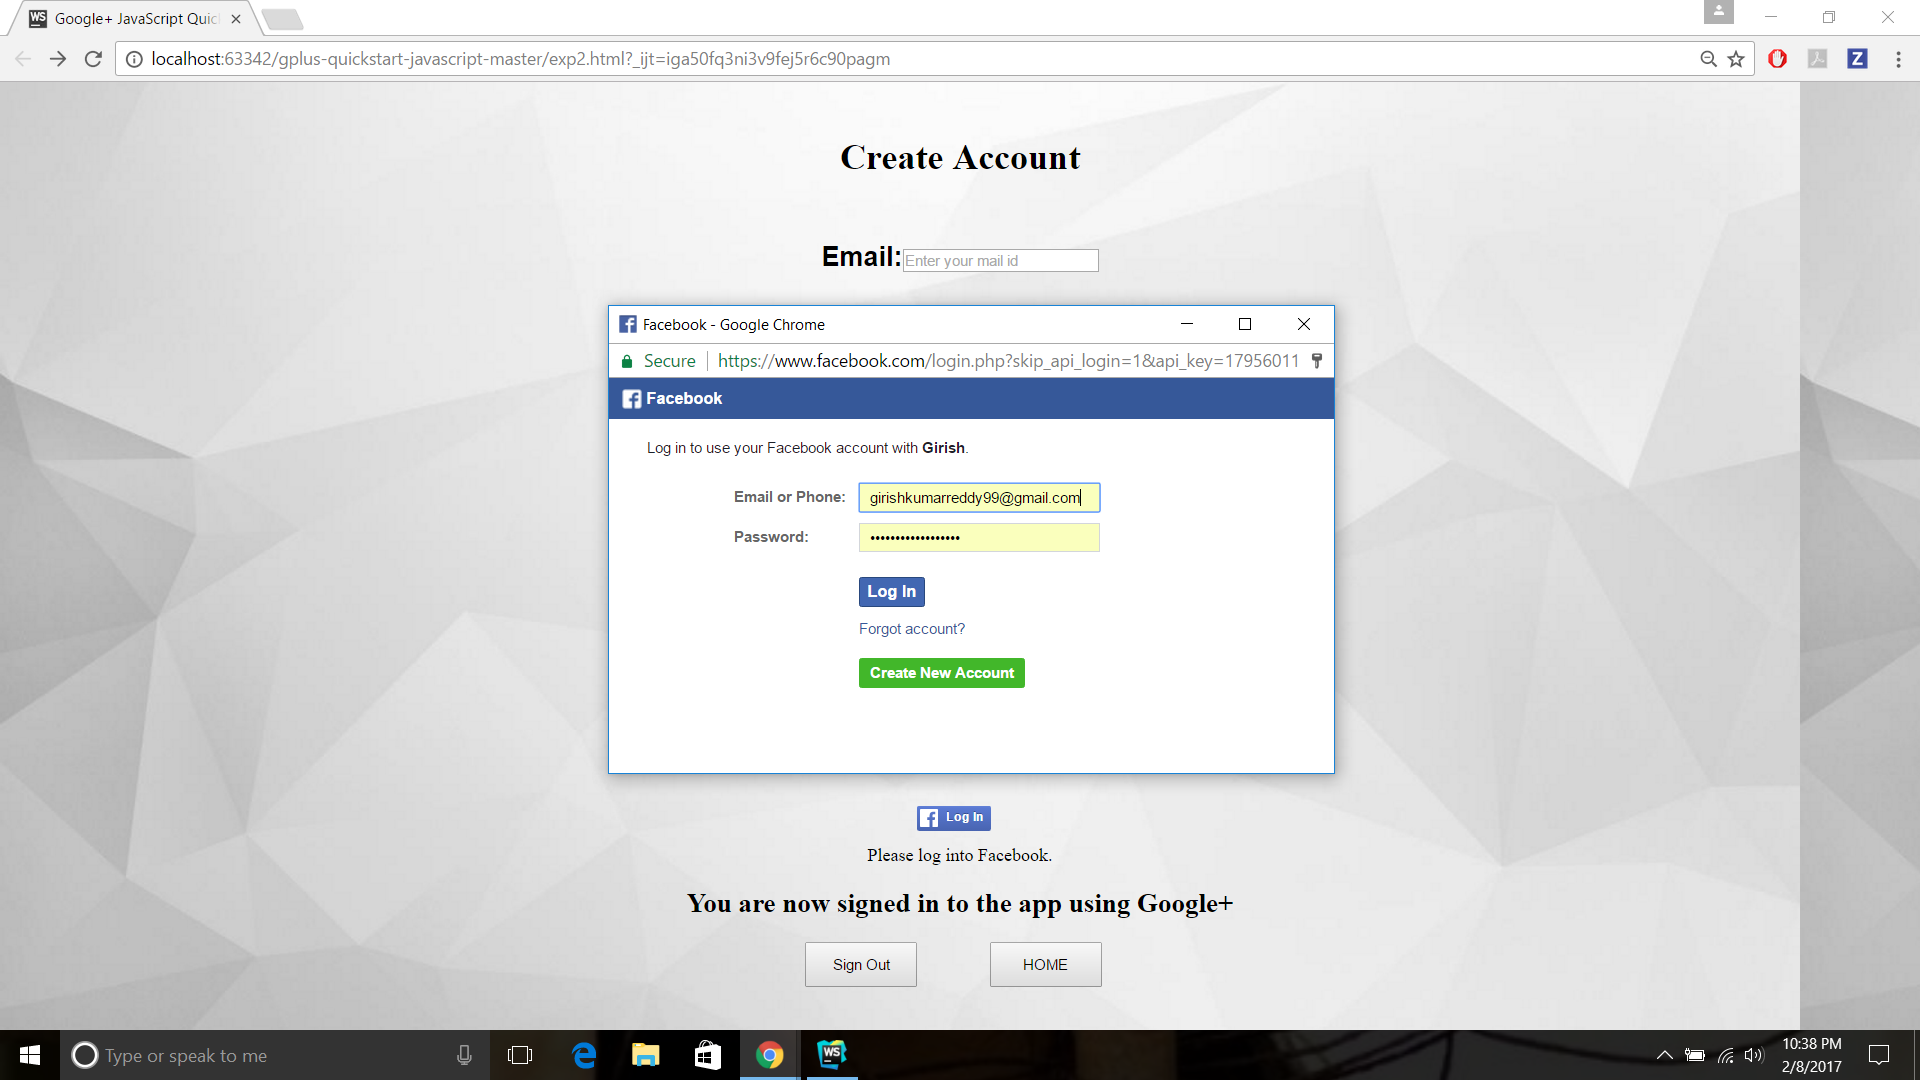 WS Google+ JavaScript Quic
localhost:63342/gplus-quickstart-javascript-master/exp2.html?_ijt=iga50fq3ni3v9fej5r6c90pagm
Z
Create Account
Email: Enter your mail id
Facebook - Google Chrome
Secure https://www.facebook.com/login.php?skip_api_login=1&api_key=17956011
Facebook
Log in to use your Facebook account with Girish.
Email or Phone: girishkumarreddy99@gmail.com
Password: ••••••••••••••••••
Log In
Forgot account?
Create New Account
Log In
Please log into Facebook.
You are now signed in to the app using Google+
Sign Out HOME
Type or speak to me
WS
10:38 PM
2/8/2017